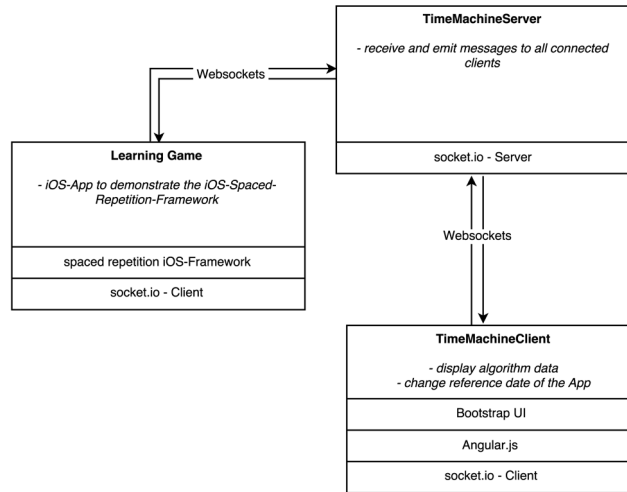 TimeMachineServer
- receive and emit messages to all connected
clients
socket.io - Server
Websockets
Learning Game
- iOS-App to demonstrate the iOS-Spaced-
Repetition-Framework
spaced repetition iOS-Framework
socket.io - Client
Websockets
TimeMachineClient
- display algorithm data
- change reference date of the App
Bootstrap UI
Angular.js
socket.io - Client